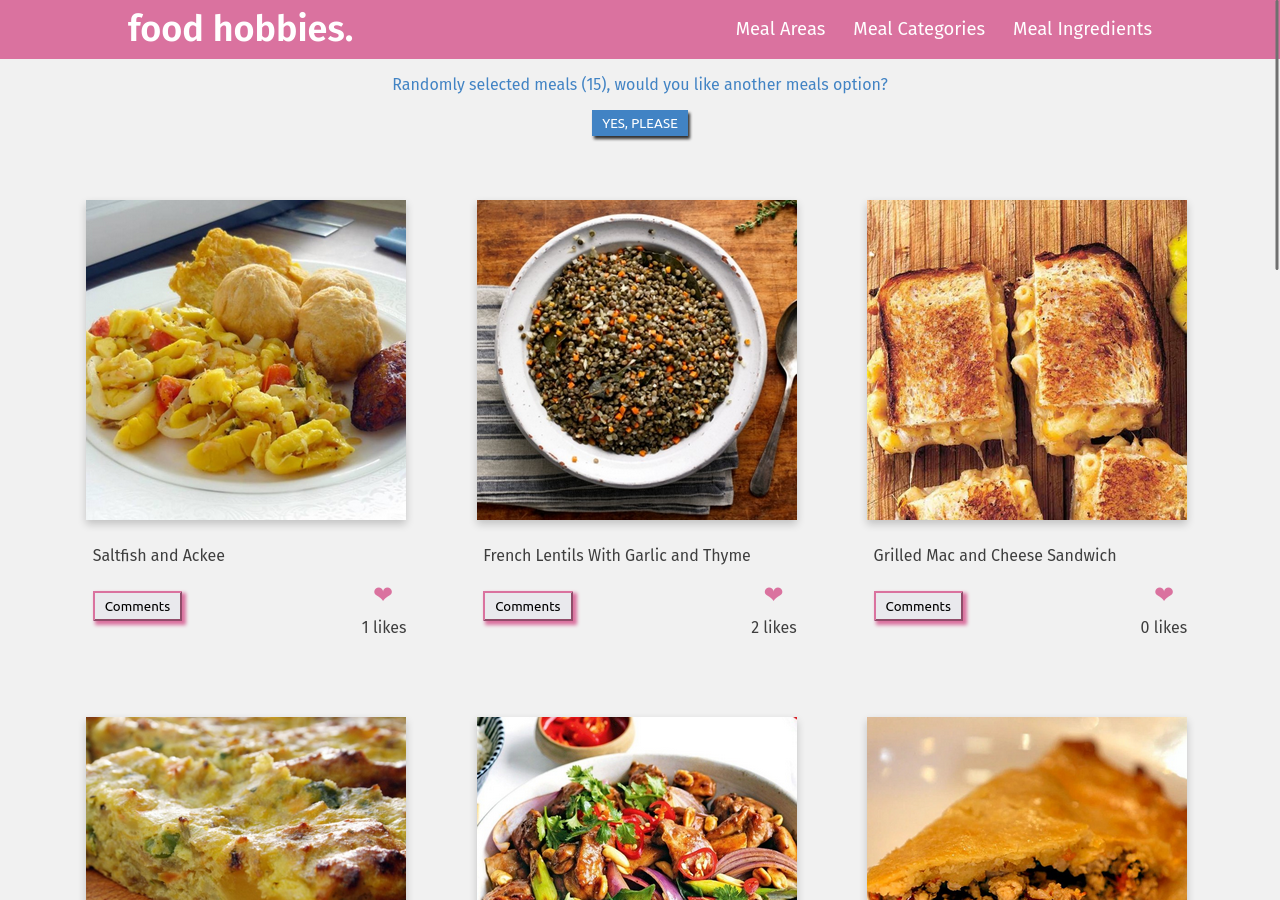 food hobbies.
Meal Areas
Meal Categories
Meal Ingredients
Randomly selected meals (15), would you like another meals option?
YES, PLEASE
Saltfish and Ackee
Comments
1 likes
French Lentils With Garlic and Thyme
Comments
2 likes
Grilled Mac and Cheese Sandwich
Comments
0 likes